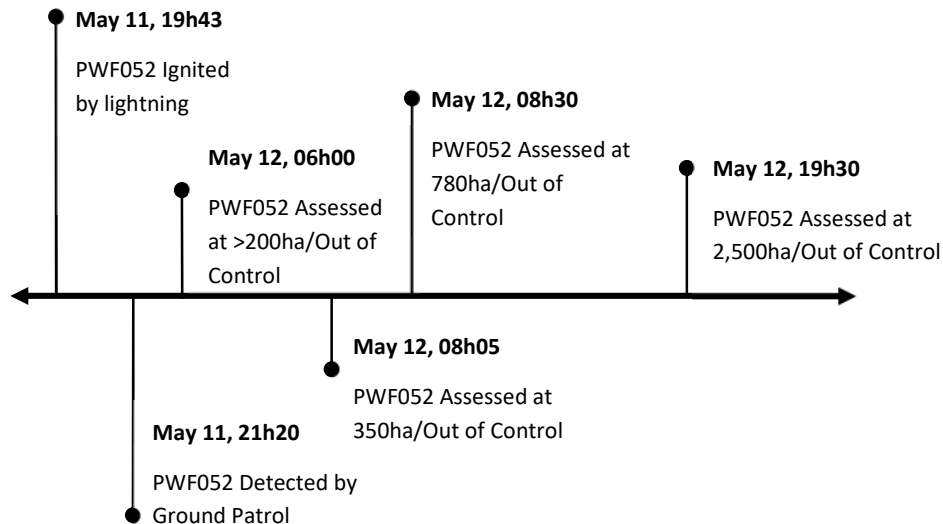 May 11, 19h43
PWF052 Ignited
by lightning
May 11, 21h20
PWF052 Detected by
Ground Patrol
May 12, 06h00
PWF052 Assessed
at >200ha/Out of
Control
May 12, 08h05
PWF052 Assessed at
350ha/Out of Control
May 12, 08h30
PWF052 Assessed at
780ha/Out of
Control
May 12, 19h30
PWF052 Assessed at
2,500ha/Out of Control